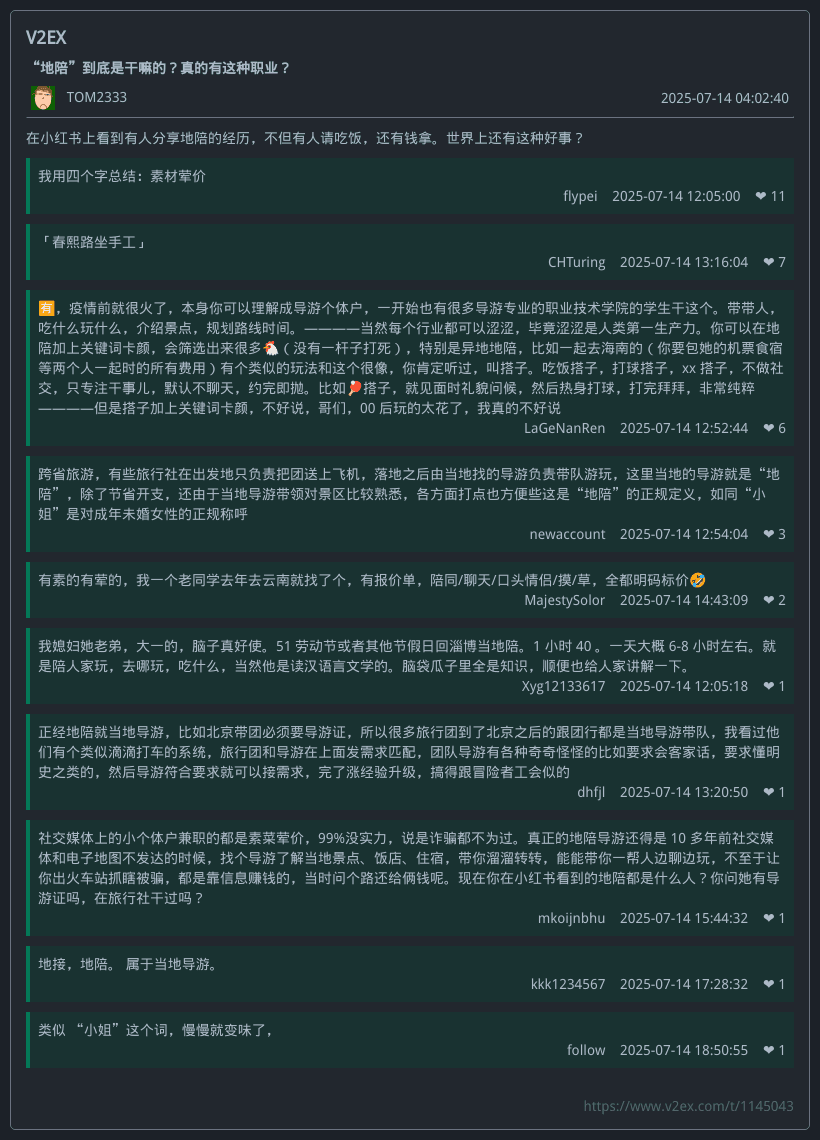 V2EX
“地陪”到底是干嘛的？真的有这种职业？
TOM2333 2025-07-14 04:02:40
在小红书上看到有人分享地陪的经历，不但有人请吃饭，还有钱拿。世界上还有这种好事？
我用四个字总结：素材荤价
flypei 2025-07-14 12:05:00 ❤ 11
「春熙路坐手工」
CHTuring 2025-07-14 13:16:04 ❤ 7
🈶，疫情前就很火了，本身你可以理解成导游个体户，一开始也有很多导游专业的职业技术学院的学生干这个。带带人，
吃什么玩什么，介绍景点，规划路线时间。————当然每个行业都可以涩涩，毕竟涩涩是人类第一生产力。你可以在地
陪加上关键词卡颜，会筛选出来很多🐔（没有一杆子打死），特别是异地地陪，比如一起去海南的（你要包她的机票食宿
等两个人一起时的所有费用）有个类似的玩法和这个很像，你肯定听过，叫搭子。吃饭搭子，打球搭子，xx 搭子，不做社
交，只专注干事儿，默认不聊天，约完即抛。比如🏓搭子，就见面时礼貌问候，然后热身打球，打完拜拜，非常纯粹
————但是搭子加上关键词卡颜，不好说，哥们，00 后玩的太花了，我真的不好说
LaGeNanRen 2025-07-14 12:52:44 ❤ 6
跨省旅游，有些旅行社在出发地只负责把团送上飞机，落地之后由当地找的导游负责带队游玩，这里当地的导游就是“地
陪”，除了节省开支，还由于当地导游带领对景区比较熟悉，各方面打点也方便些这是“地陪”的正规定义，如同“小
姐”是对成年未婚女性的正规称呼
newaccount 2025-07-14 12:54:04 ❤ 3
有素的有荤的，我一个老同学去年去云南就找了个，有报价单，陪同/聊天/口头情侣/摸/草，全都明码标价🤣
MajestySolor 2025-07-14 14:43:09 ❤ 2
我媳妇她老弟，大一的，脑子真好使。51 劳动节或者其他节假日回淄博当地陪。1 小时 40 。一天大概 6-8 小时左右。就
是陪人家玩，去哪玩，吃什么，当然他是读汉语言文学的。脑袋瓜子里全是知识，顺便也给人家讲解一下。
Xyg12133617 2025-07-14 12:05:18 ❤ 1
正经地陪就当地导游，比如北京带团必须要导游证，所以很多旅行团到了北京之后的跟团行都是当地导游带队，我看过他
们有个类似滴滴打车的系统，旅行团和导游在上面发需求匹配，团队导游有各种奇奇怪怪的比如要求会客家话，要求懂明
史之类的，然后导游符合要求就可以接需求，完了涨经验升级，搞得跟冒险者工会似的
dhfjl 2025-07-14 13:20:50 ❤ 1
社交媒体上的小个体户兼职的都是素菜荤价，99%没实力，说是诈骗都不为过。真正的地陪导游还得是 10 多年前社交媒
体和电子地图不发达的时候，找个导游了解当地景点、饭店、住宿，带你溜溜转转，能能带你一帮人边聊边玩，不至于让
你出火车站抓瞎被骗，都是靠信息赚钱的，当时问个路还给俩钱呢。现在你在小红书看到的地陪都是什么人？你问她有导
游证吗，在旅行社干过吗？
mkoijnbhu 2025-07-14 15:44:32 ❤ 1
地接，地陪。 属于当地导游。
kkk1234567 2025-07-14 17:28:32 ❤ 1
类似 “小姐”这个词，慢慢就变味了，
follow 2025-07-14 18:50:55 ❤ 1
https://www.v2ex.com/t/1145043